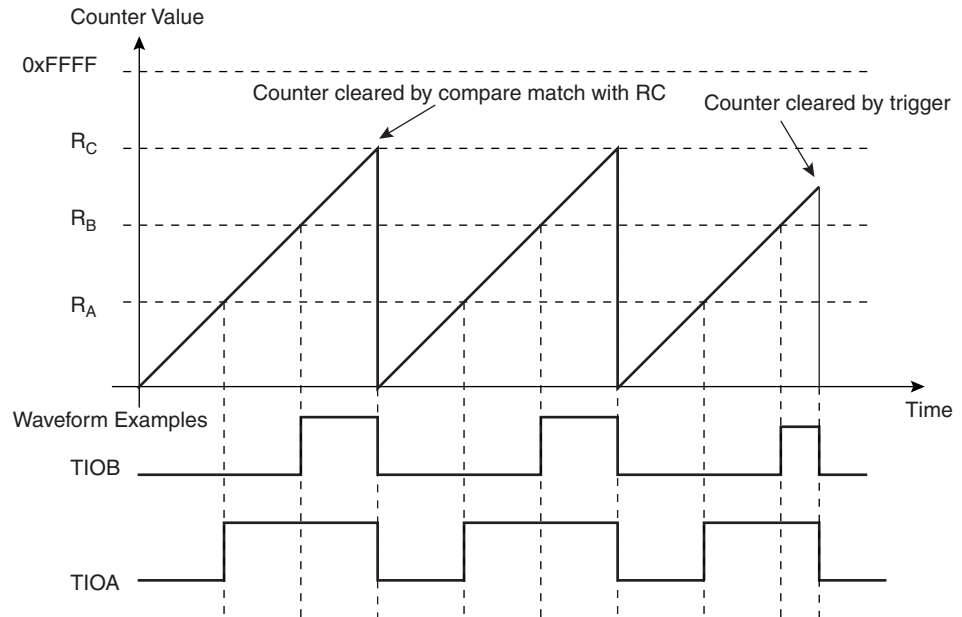 Counter Value
0xFFFF
Counter cleared by compare match with RC
Counter cleared by trigger
RC
RB
RA
Time
Waveform Examples
TIOB
TIOA